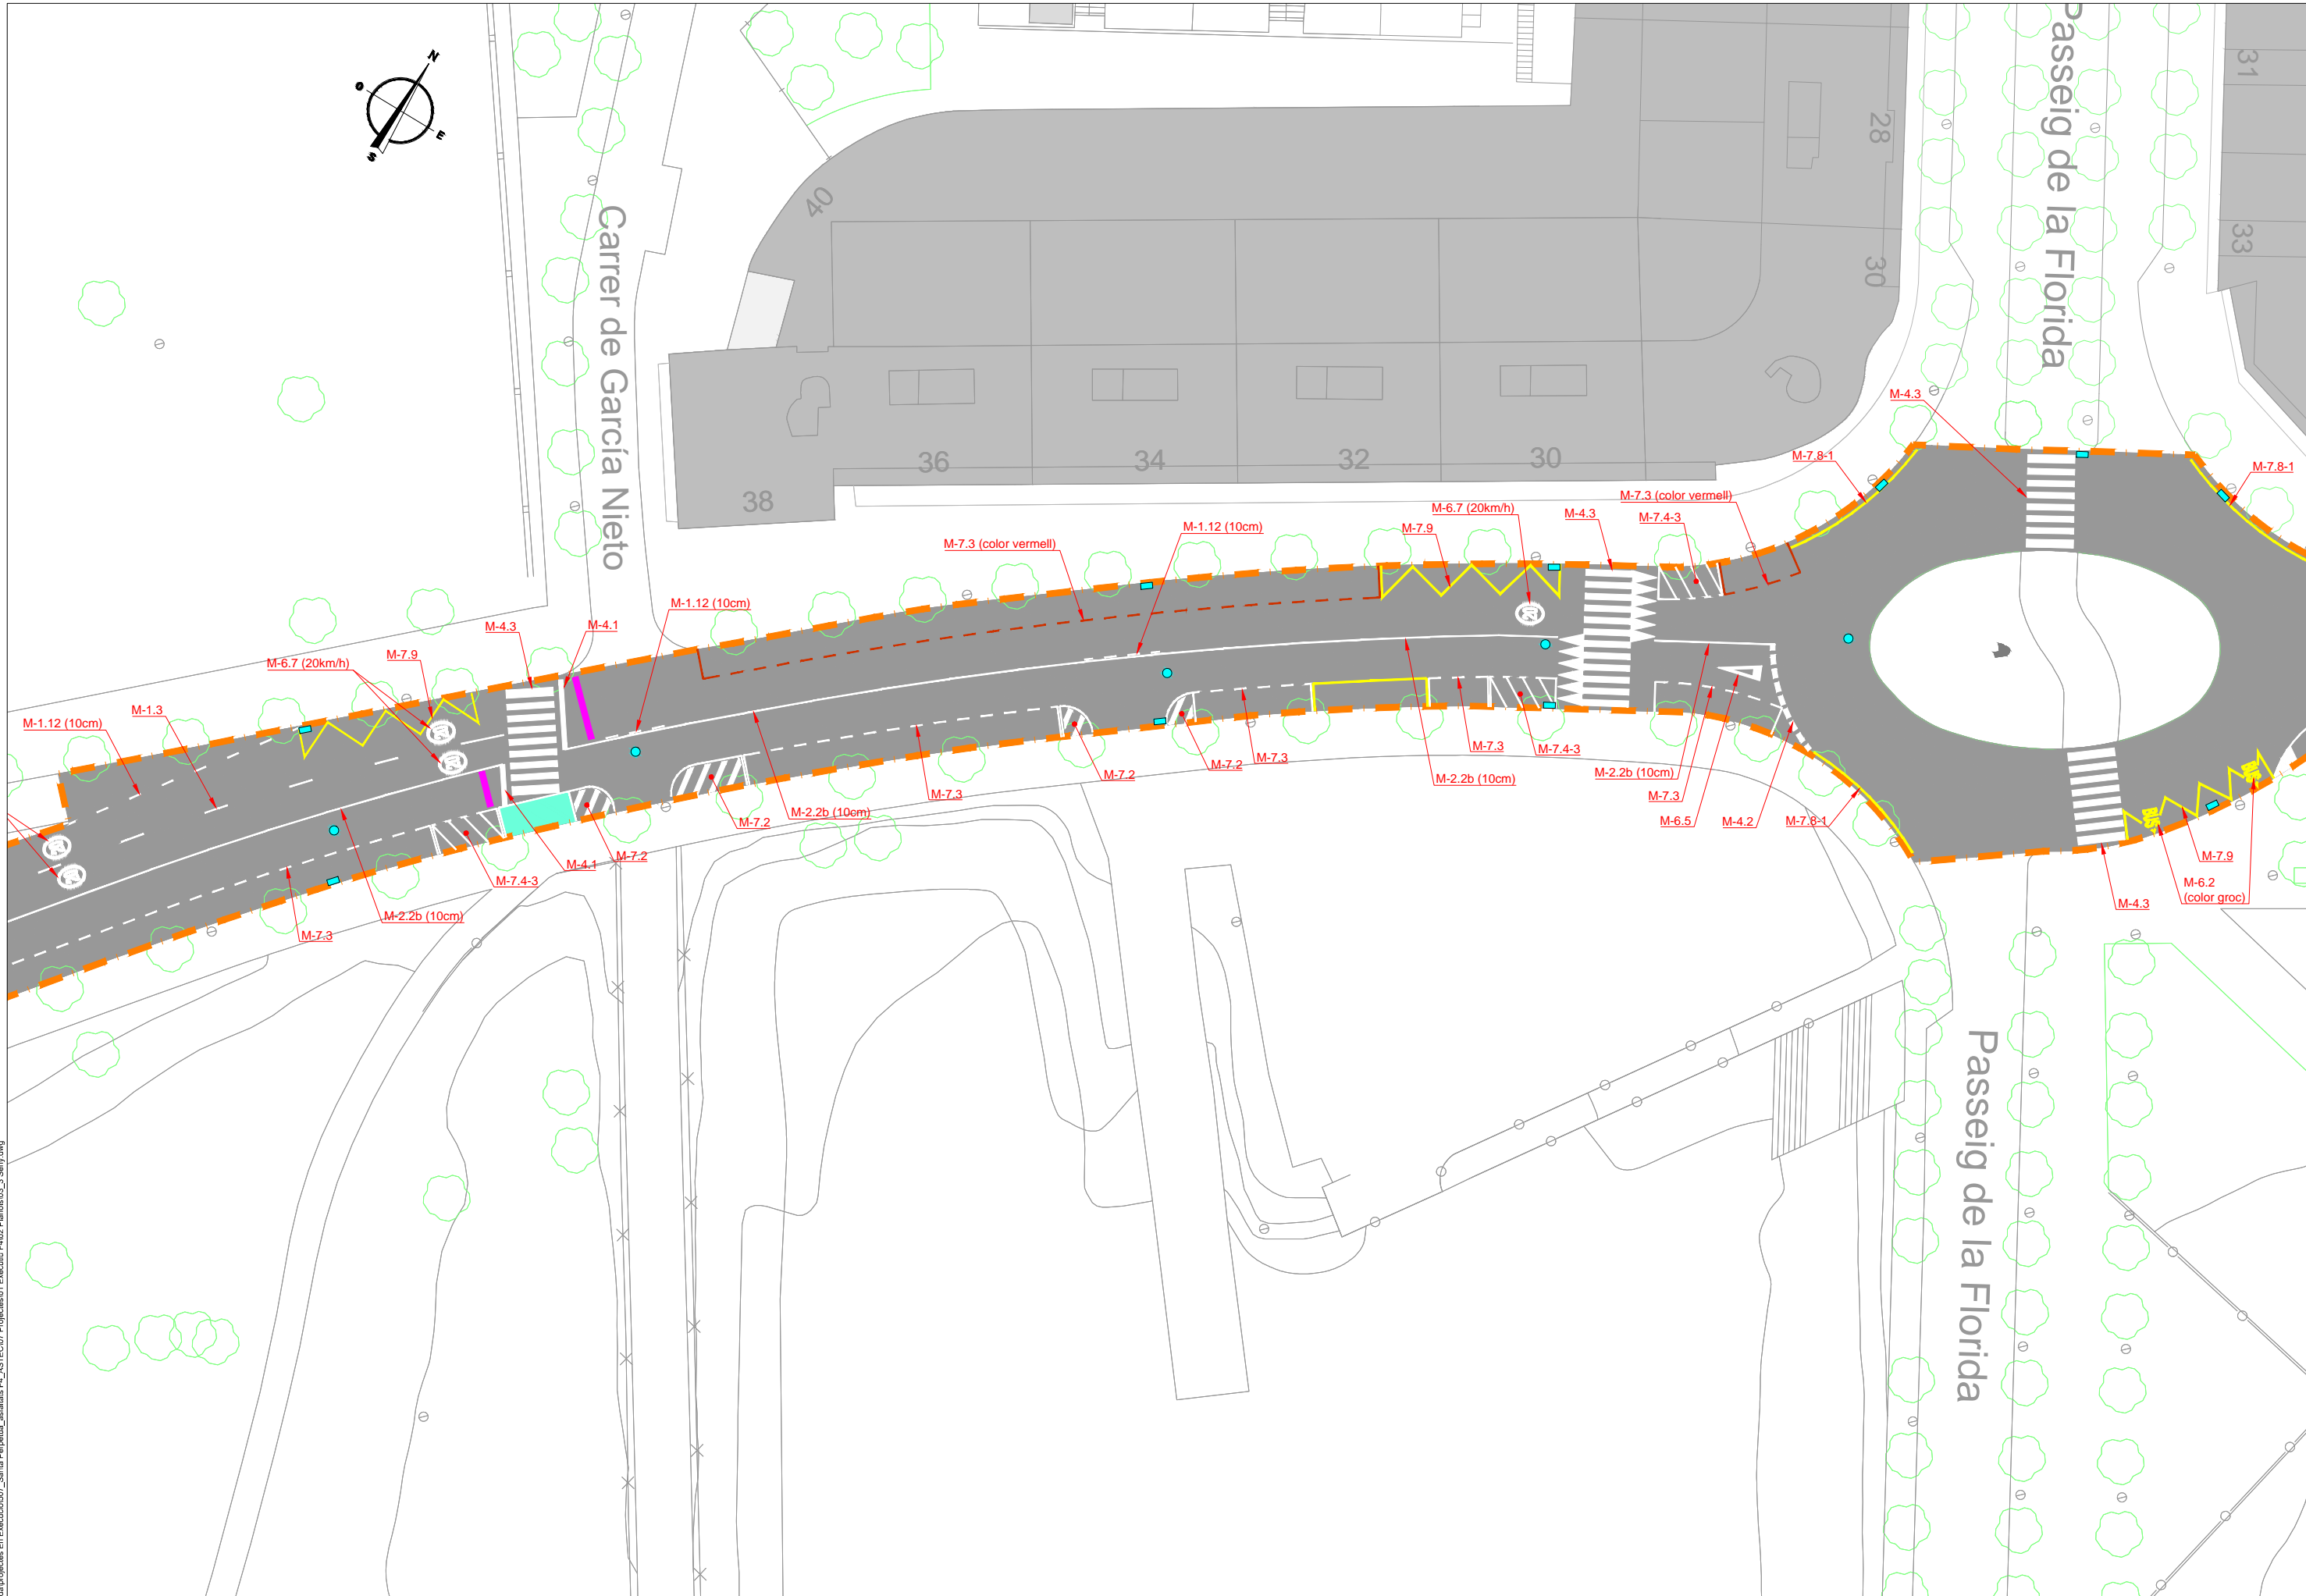 N
O
E
S
Passeig de la Florida
31
28
40
Carrer de García Nieto
33
30
M-4.3
36
34
32
30
M-7.8-1
M-7.8-1
38
M-7.3 (color vermell)
M-6.7 (20km/h)
M-4.3
M-7.4-3
M-7.9
M-1.12 (10cm)
M-7.3 (color vermell)
M-1.12 (10cm)
M-4.3
M-4.1
M-7.9
M-6.7 (20km/h)
M-1.3
M-1.12 (10cm)
M-7.2
M-7.2
M-7.3
M-7.4-3
M-2.2b (10cm)
M-2.2b (10cm)
M-7.3
M-7.3
M-2.2b (10cm)
M-7.2
M-6.5
M-4.2
M-7.8-1
BUS
BUS
M-7.9
M-4.1
M-7.2
M-7.4-3
M-6.2
(color groc)
M-4.3
M-2.2b (10cm)
M-7.3
Passeig de la Florida